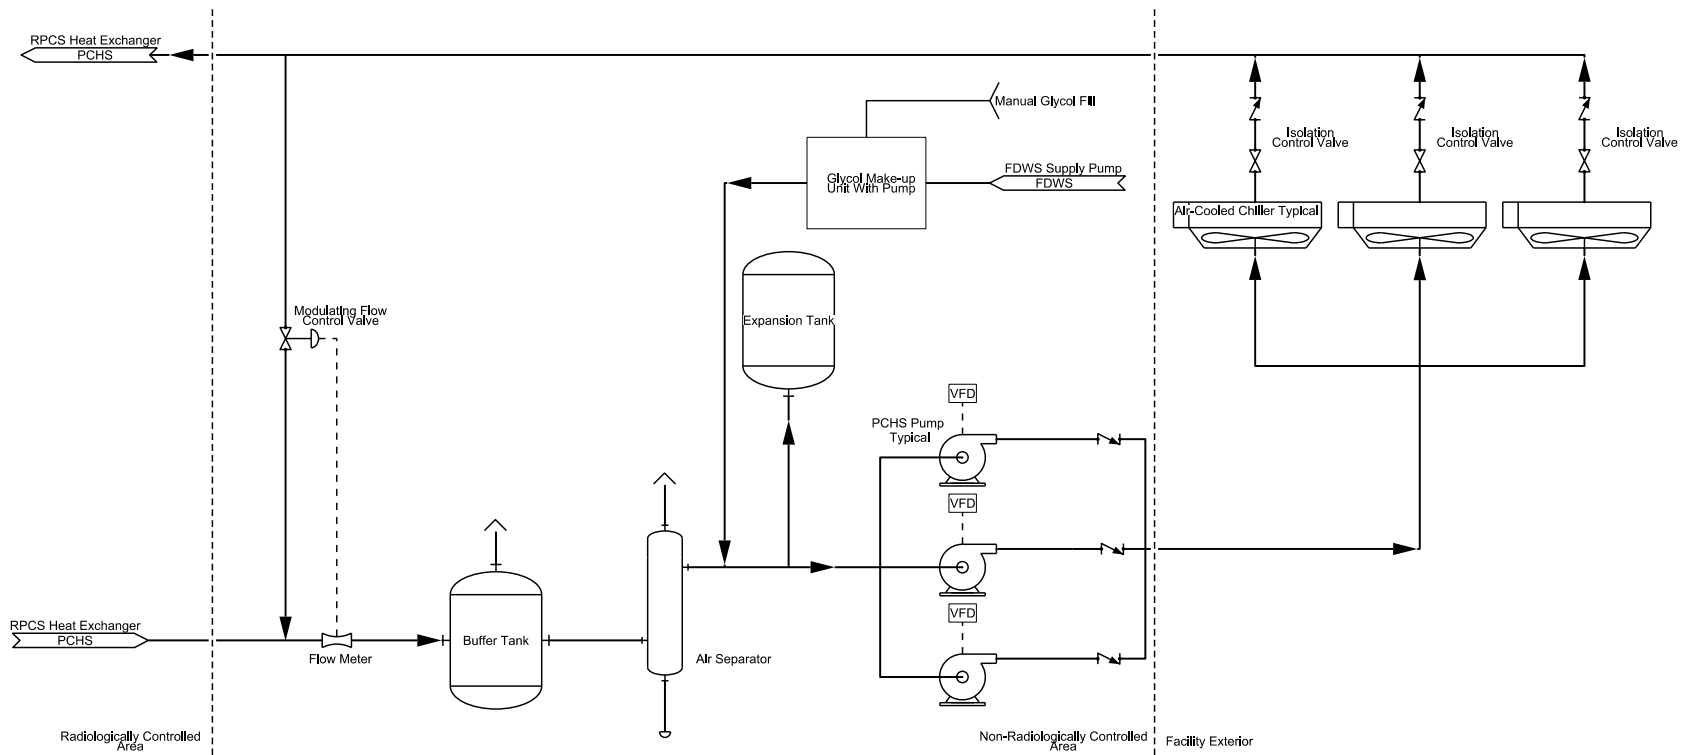 RPCS Heat Exchanger
PCHS
Manual Glycol Fill
Glycol Make-up
Unit With Pump
FDWS Supply Pump
FDWS
Isolation
Control Valve
Isolation
Control Valve
Isolation
Control Valve
Air-Cooled Chiller Typical
Modulating Flow
Control Valve
Expansion Tank
VFD
PCHS Pump
Typical
VFD
VFD
RPCS Heat Exchanger
PCHS
Flow Meter
Buffer Tank
Air Separator
Radiologically Controlled
Area
Non-Radiologically Controlled
Area
Facility Exterior